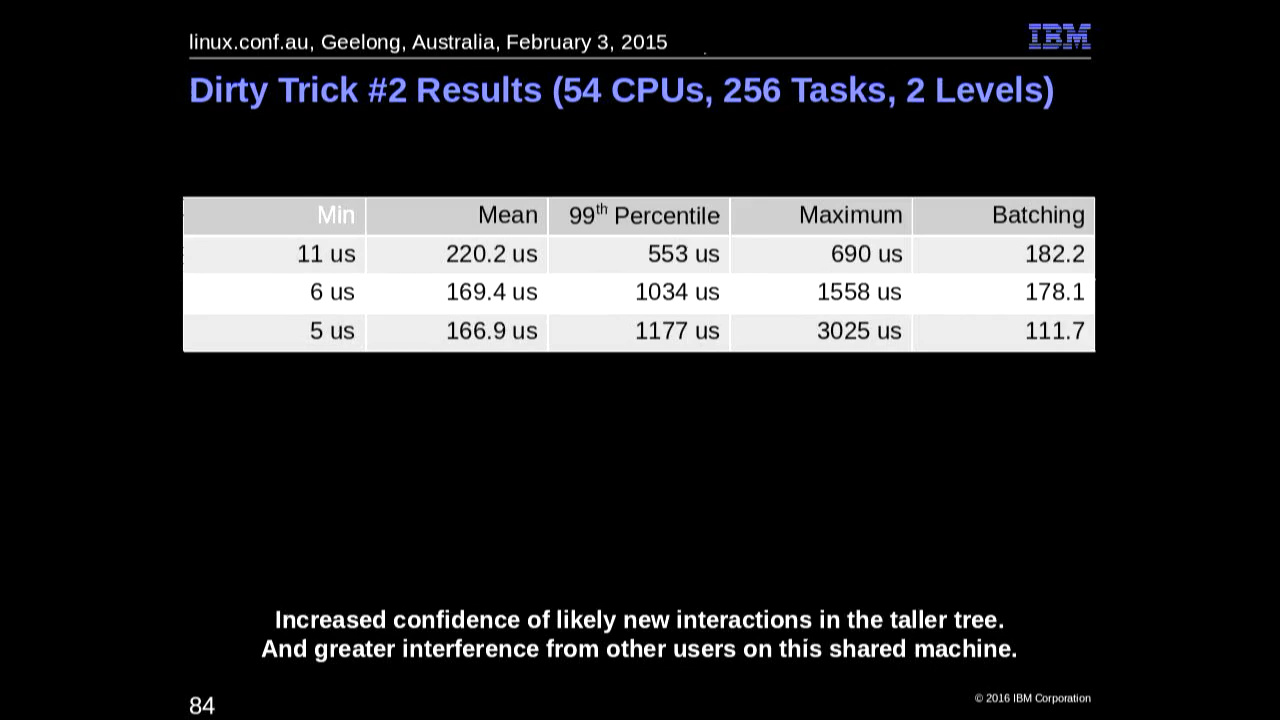 linux.conf.au, Geelong, Australia, February 3, 2015
IBM
Dirty Trick #2 Results (54 CPUs, 256 Tasks, 2 Levels)
Min Mean 99th Percentile Maximum Batching
11 us 220.2 us 553 us 690 us 182.2
6 us 169.4 us 1034 us 1558 us 178.1
5 us 166.9 us 1177 us 3025 us 111.7
Increased confidence of likely new interactions in the taller tree.
And greater interference from other users on this shared machine.
84
© 2016 IBM Corporation